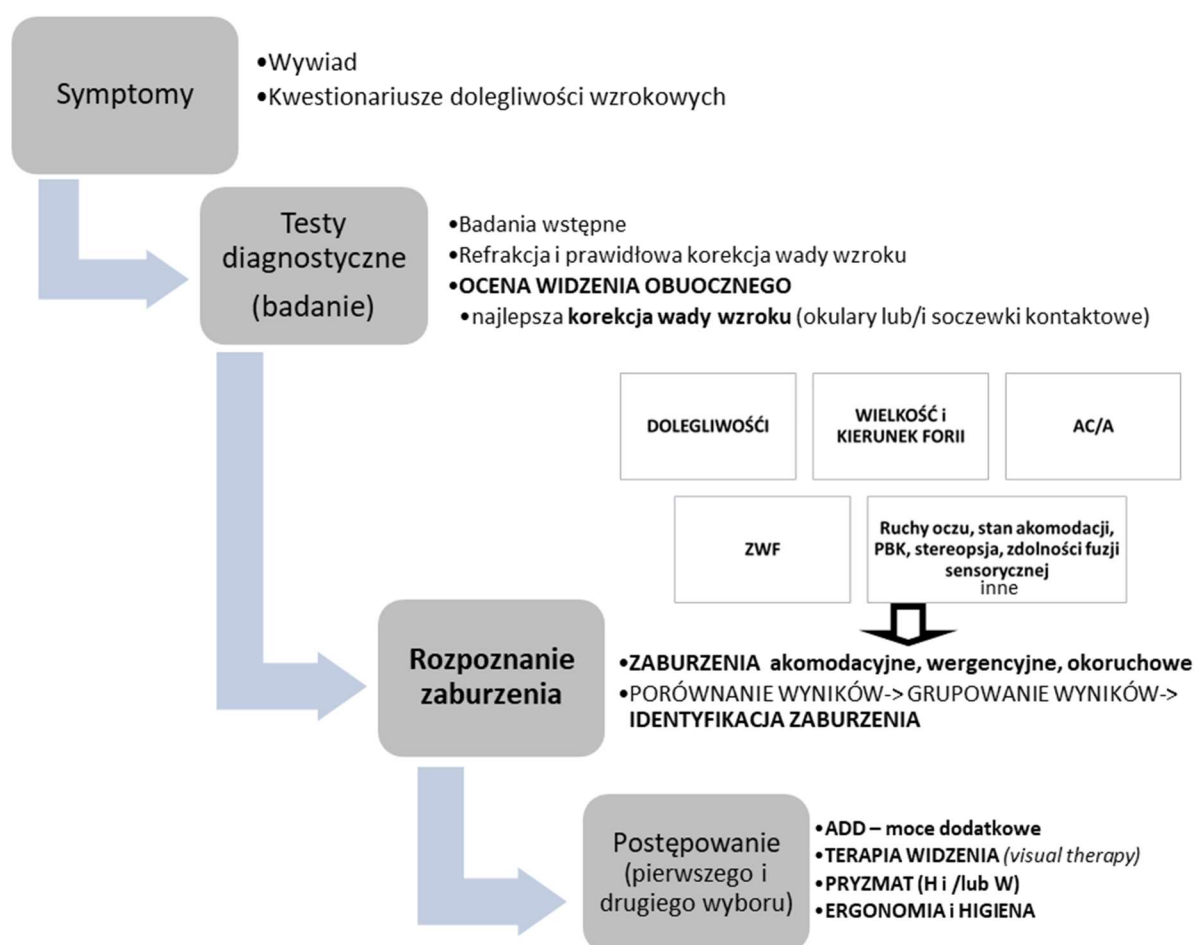 Symptomy
•Wywiad
•Kwestionariusze dolegliwości wzrokowych
Testy
diagnostyczne
(badanie)
•Badania wstępne
•Refrakcja i prawidłowa korekcja wady wzroku
•OCENA WIDZENIA OBUOCZNEGO
•najlepsza korekcja wady wzroku (okulary lub/i soczewki kontaktowe)
DOLEGLIWOŚĆI
WIELKOŚĆ i
KIERUNEK FORII
AC/A
ZWF
Ruchy oczu, stan akomodacji,
PBK, stereopsja, zdolności fuzji
sensorycznej
inne
Rozpoznanie
zaburzenia
•ZABURZENIA akomodacyjne, wergencyjne, okoruchowe
•PORÓWNANIE WYNIKÓW-> GRUPOWANIE WYNIKÓW->
IDENTYFIKACJA ZABURZENIA
Postępowanie
(pierwszego i
drugiego wyboru)
•ADD – moce dodatkowe
•TERAPIA WIDZENIA (visual therapy)
•PRYZMAT (H i /lub W)
•ERGONOMIA i HIGIENA